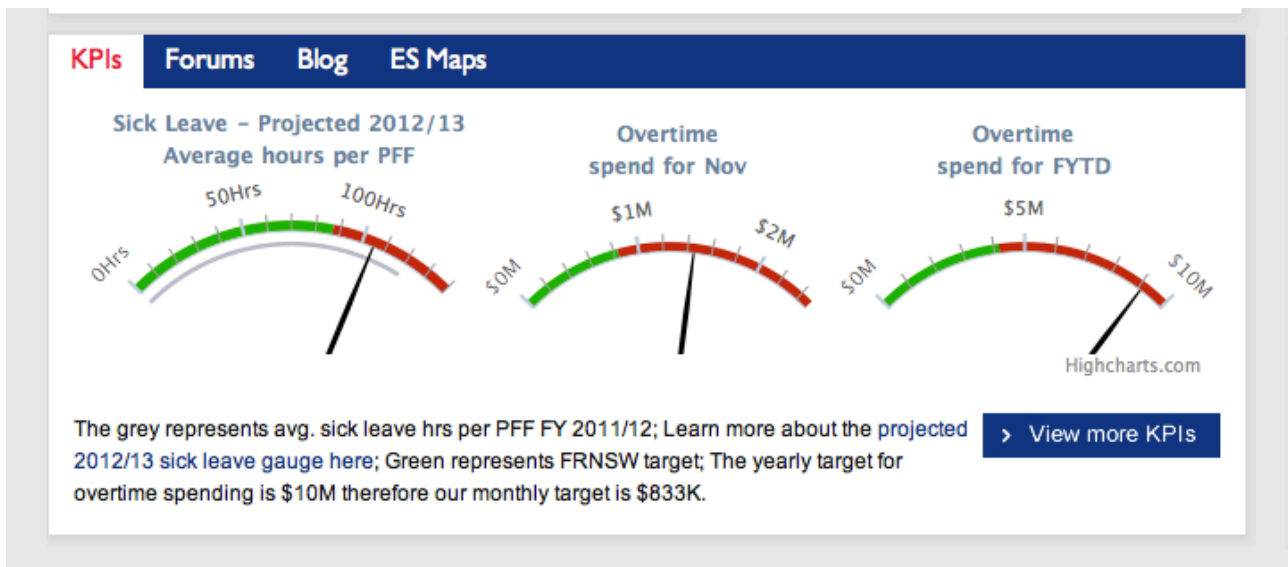 KPIs Forums Blog ES Maps
Sick Leave – Projected 2012/13
Average hours per PFF
0Hrs
50Hrs
100Hrs
Overtime
spend for Nov
$0M
$1M
$2M
Overtime
spend for FYTD
$0M
$5M
$10M
Highcharts.com
The grey represents avg. sick leave hrs per PFF FY 2011/12; Learn more about the projected
2012/13 sick leave gauge here; Green represents FRNSW target; The yearly target for
overtime spending is $10M therefore our monthly target is $833K.
› View more KPIs